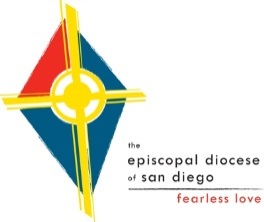 the
episcopal diocese
of san diego
fearless love